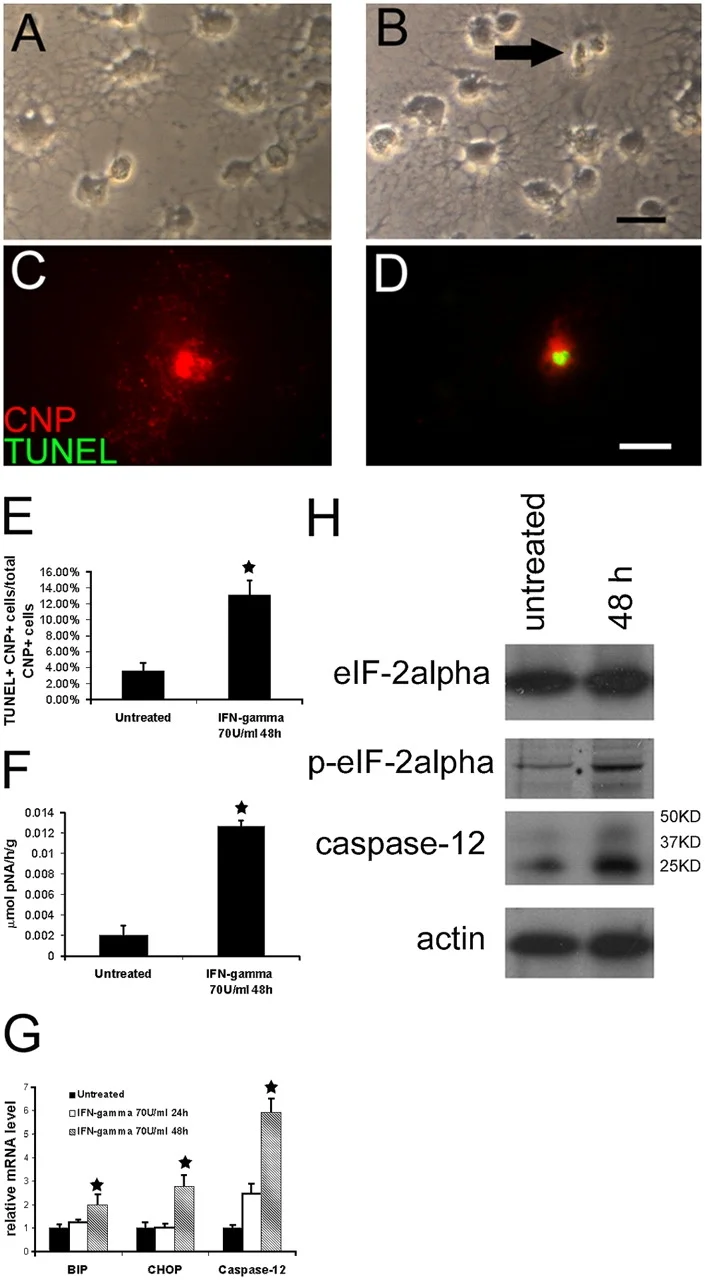 A
B
C
D
CNP
TUNEL
E
TUNEL+ CNP+ cells/total
CNP+ cells
16.00%
14.00%
12.00%
10.00%
8.00%
6.00%
4.00%
2.00%
0.00%
Untreated
IFN-gamma
70U/ml 48h
F
µmol pNA/h/g
0.014
0.012
0.01
0.008
0.006
0.004
0.002
0
Untreated
IFN-gamma
70U/ml 48h
G
relative mRNA level
7
6
5
4
3
2
1
0
Untreated
IFN-gamma 70U/ml 24h
IFN-gamma 70U/ml 48h
BIP
CHOP
Caspase-12
H
untreated
48 h
eIF-2alpha
p-eIF-2alpha
caspase-12
50KD
37KD
25KD
actin